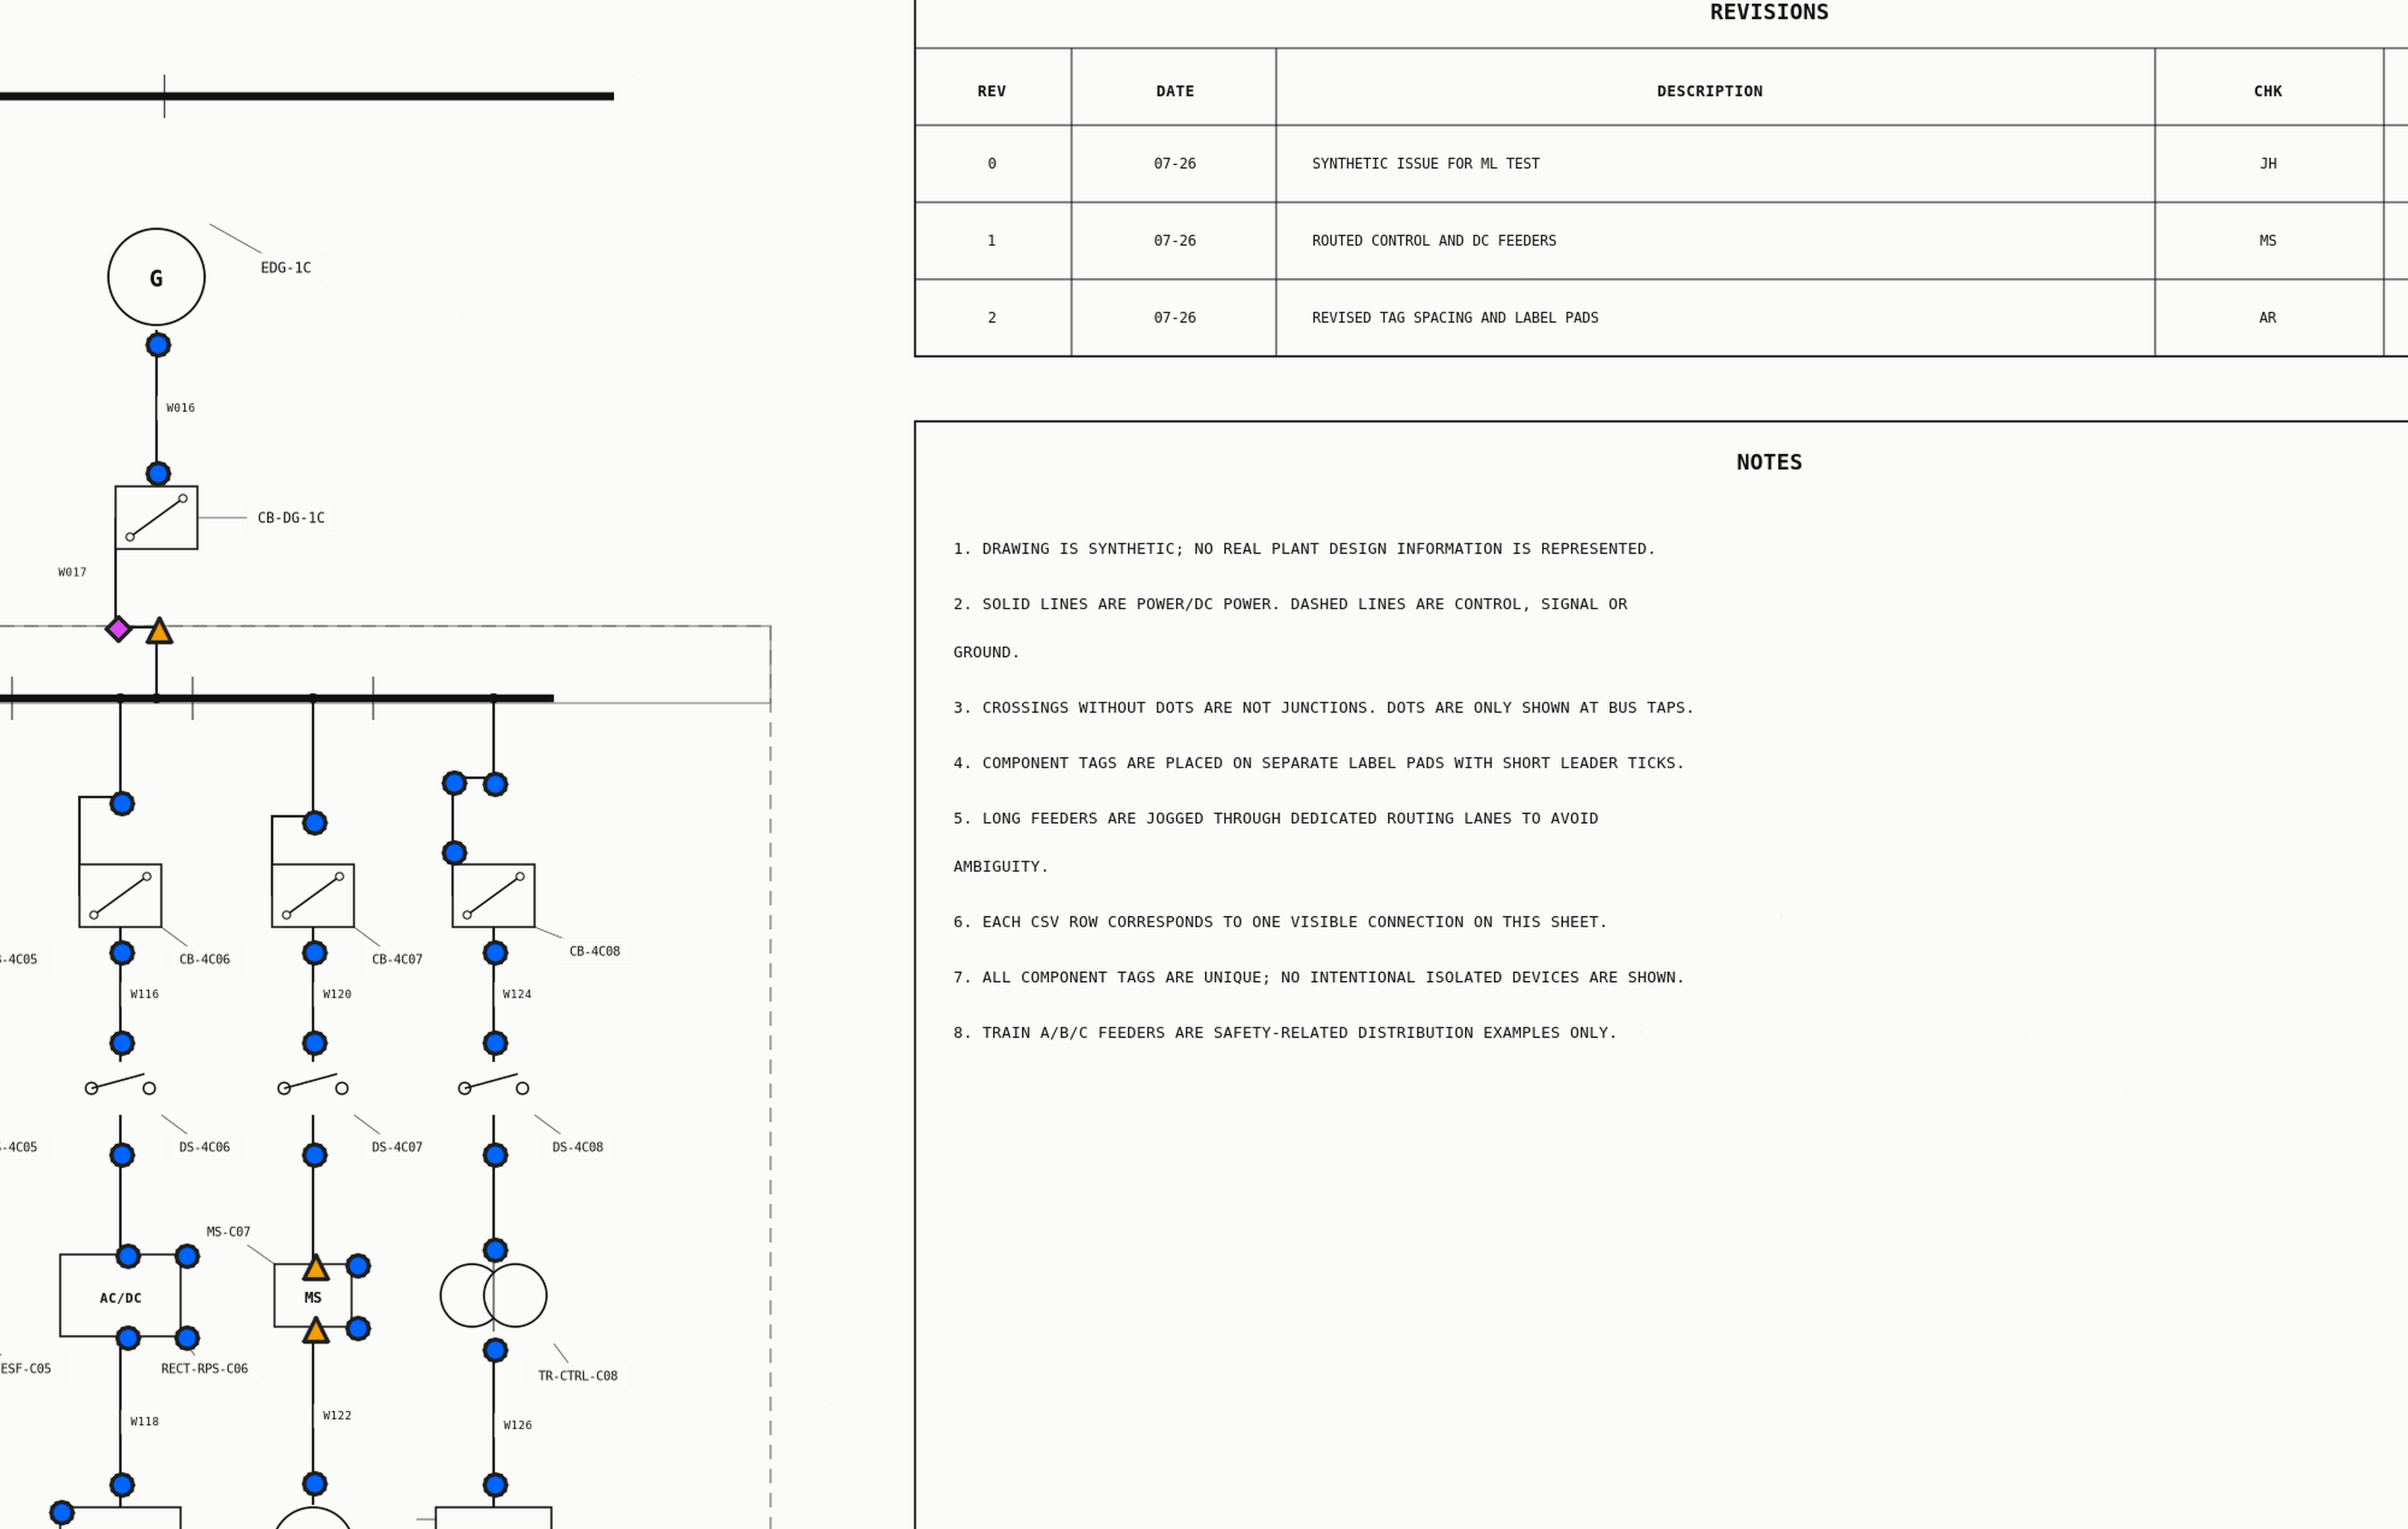 REVISIONS
REV DATE DESCRIPTION CHK
0 07-26 SYNTHETIC ISSUE FOR ML TEST JH
1 07-26 ROUTED CONTROL AND DC FEEDERS MS
2 07-26 REVISED TAG SPACING AND LABEL PADS AR
G
EDG-1C
W016
CB-DG-1C
W017
-4C05
CB-4C06
CB-4C07
CB-4C08
W116
W120
W124
-4C05
DS-4C06
DS-4C07
DS-4C08
MS-C07
AC/DC
MS
ESF-C05
RECT-RPS-C06
TR-CTRL-C08
W118
W122
W126
NOTES
1. DRAWING IS SYNTHETIC; NO REAL PLANT DESIGN INFORMATION IS REPRESENTED.
2. SOLID LINES ARE POWER/DC POWER. DASHED LINES ARE CONTROL, SIGNAL OR
GROUND.
3. CROSSINGS WITHOUT DOTS ARE NOT JUNCTIONS. DOTS ARE ONLY SHOWN AT BUS TAPS.
4. COMPONENT TAGS ARE PLACED ON SEPARATE LABEL PADS WITH SHORT LEADER TICKS.
5. LONG FEEDERS ARE JOGGED THROUGH DEDICATED ROUTING LANES TO AVOID
AMBIGUITY.
6. EACH CSV ROW CORRESPONDS TO ONE VISIBLE CONNECTION ON THIS SHEET.
7. ALL COMPONENT TAGS ARE UNIQUE; NO INTENTIONAL ISOLATED DEVICES ARE SHOWN.
8. TRAIN A/B/C FEEDERS ARE SAFETY-RELATED DISTRIBUTION EXAMPLES ONLY.